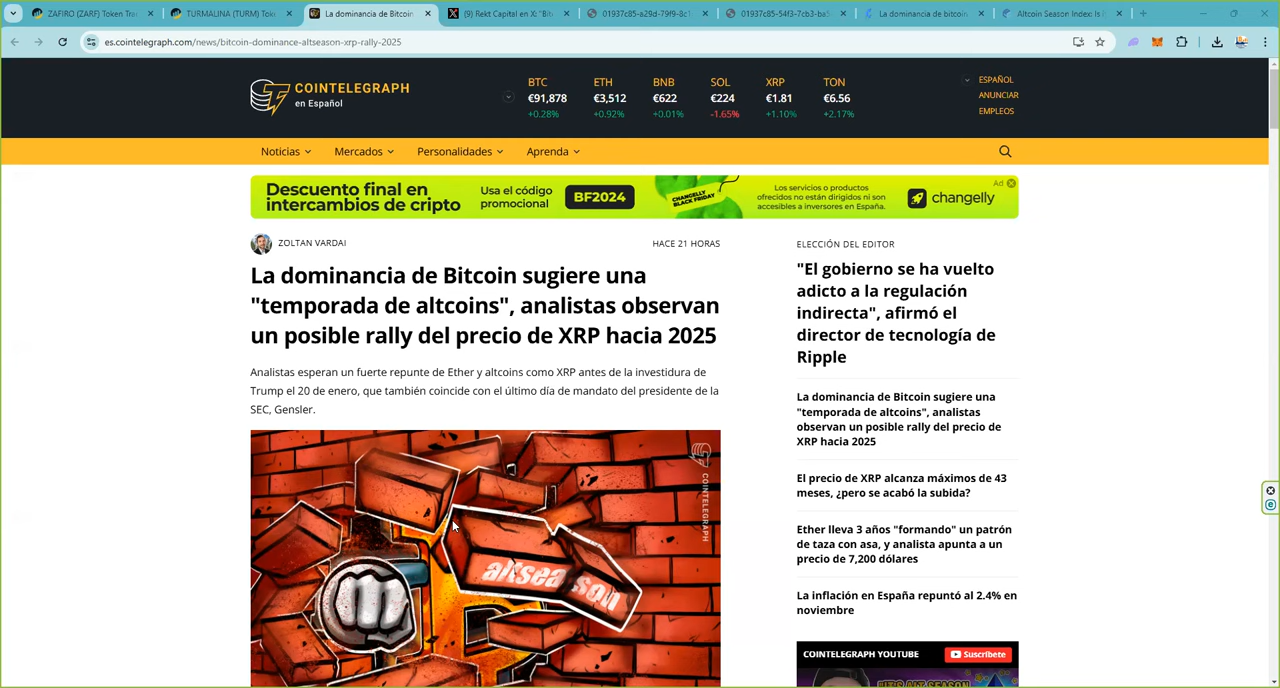 ZAFIRO (ZARF) Token Tra
TURMALINA (TURM) Tok
La dominancia de Bitcoin
(9) Rekt Capital en X: "Bit
01937c85-a29d-79f9-8c1
01937c85-54f3-7cb3-ba5
La dominancia de bitcoin
Altcoin Season Index: Is
es.cointelegraph.com/news/bitcoin-dominance-altseason-xrp-rally-2025
COINTELEGRAPH
en Español
BTC ETH BNB SOL XRP TON
€91,878 €3,512 €622 €224 €1.81 €6.56
+0.28% +0.92% +0.01% -1.65% +1.10% +2.17%
ESPAÑOL
ANUNCIAR
EMPLEOS
Noticias Mercados Personalidades Aprenda
Descuento final en
intercambios de cripto
Usa el código
promocional
BF2024
CHANGELLY
BLACK FRIDAY
Los servicios o productos
ofrecidos no están dirigidos ni son
accesibles a inversores en España.
changelly
Ad
ZOLTAN VARDAI
HACE 21 HORAS
La dominancia de Bitcoin sugiere una
"temporada de altcoins", analistas observan
un posible rally del precio de XRP hacia 2025
Analistas esperan un fuerte repunte de Ether y altcoins como XRP antes de la investidura de
Trump el 20 de enero, que también coincide con el último día de mandato del presidente de la
SEC, Gensler.
COINTELEGRAPH
altseason
ELECCIÓN DEL EDITOR
"El gobierno se ha vuelto
adicto a la regulación
indirecta", afirmó el
director de tecnología de
Ripple
La dominancia de Bitcoin sugiere una
"temporada de altcoins", analistas
observan un posible rally del precio de
XRP hacia 2025
El precio de XRP alcanza máximos de 43
meses, ¿pero se acabó la subida?
Ether lleva 3 años "formando" un patrón
de taza con asa, y analista apunta a un
precio de 7,200 dólares
La inflación en España repuntó al 2.4% en
noviembre
COINTELEGRAPH YOUTUBE
Suscríbete